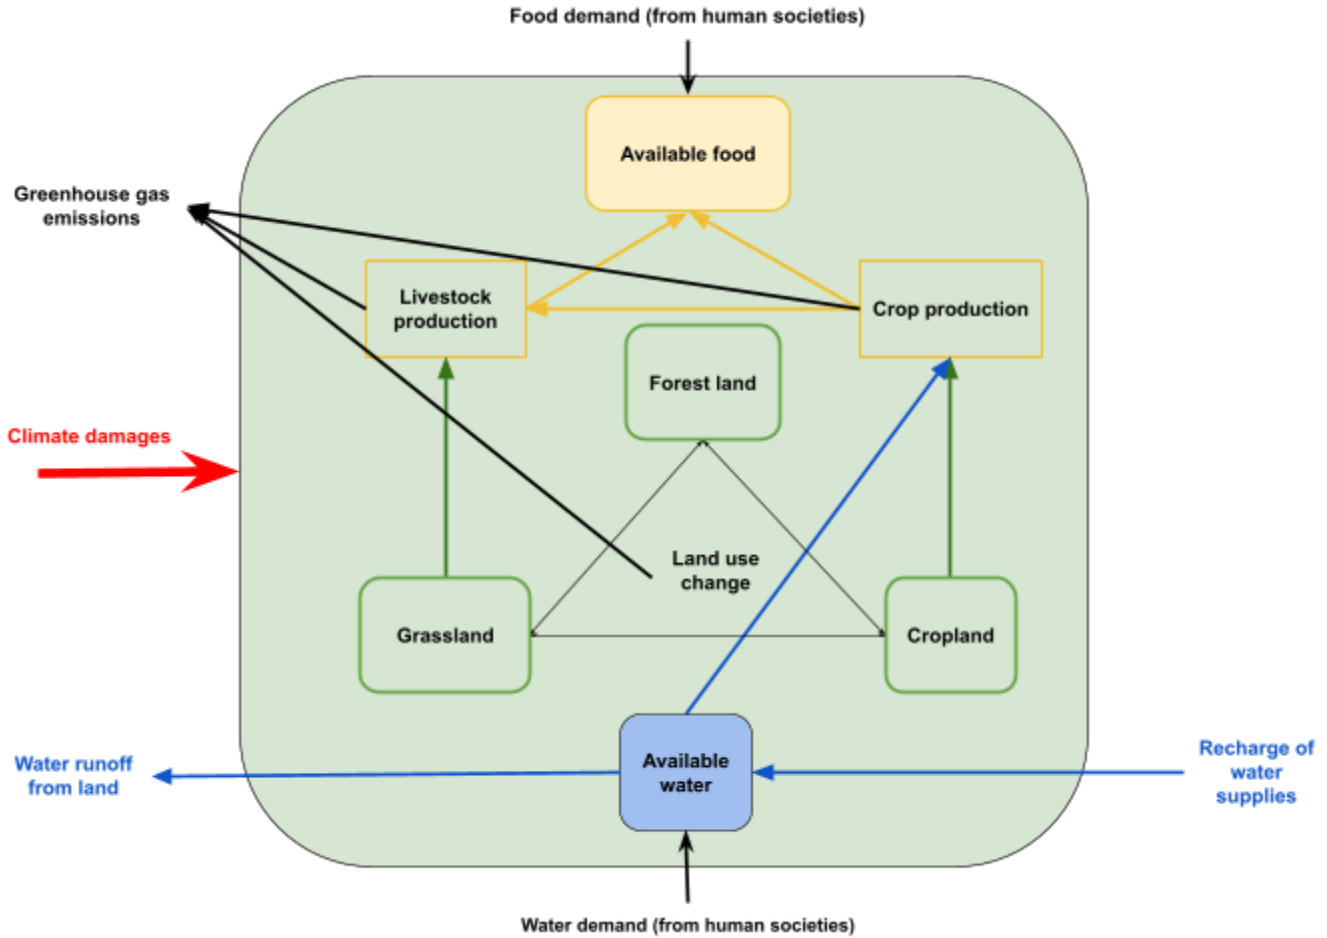 Food demand (from human societies)
Available food
Greenhouse gas
emissions
Livestock
production
Crop production
Forest land
Climate damages
Land use
change
Grassland
Cropland
Water runoff
from land
Available
water
Recharge of
water
supplies
Water demand (from human societies)